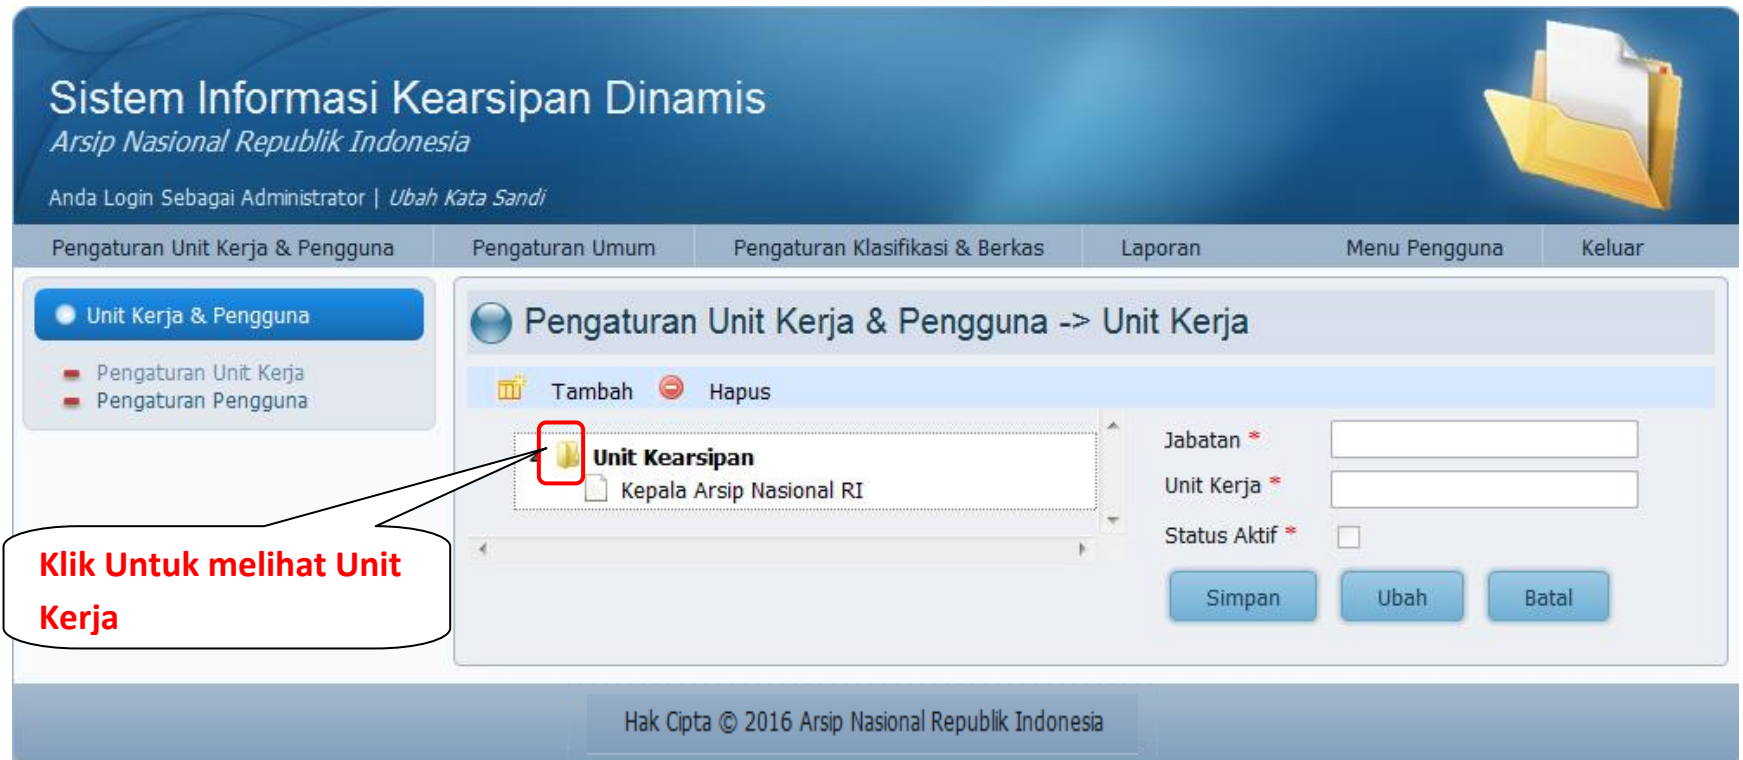 Sistem Informasi Kearsipan Dinamis
Arsip Nasional Republik Indonesia
Anda Login Sebagai Administrator | Ubah Kata Sandi
Pengaturan Unit Kerja & Pengguna Pengaturan Umum Pengaturan Klasifikasi & Berkas Laporan Menu Pengguna Keluar
Unit Kerja & Pengguna
Pengaturan Unit Kerja
Pengaturan Pengguna
Pengaturan Unit Kerja & Pengguna -> Unit Kerja
Tambah Hapus
Unit Kearsipan
Kepala Arsip Nasional RI
Jabatan *
Unit Kerja *
Status Aktif *
Simpan Ubah Batal
Klik Untuk melihat Unit
Kerja
Hak Cipta © 2016 Arsip Nasional Republik Indonesia